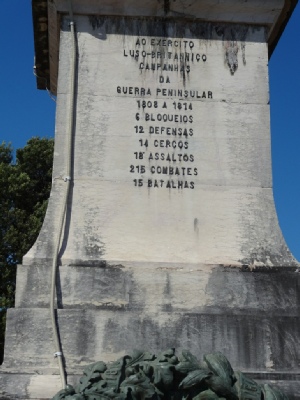 AO EXERCITO
LUSO-BRITANNICO
CAMPANHAS
DA
GUERRA PENINSULAR
1808 A 1814
6 BLOQUEIOS
12 DEFENSAS
14 CERCOS
18 ASSALTOS
215 COMBATES
15 BATALHAS